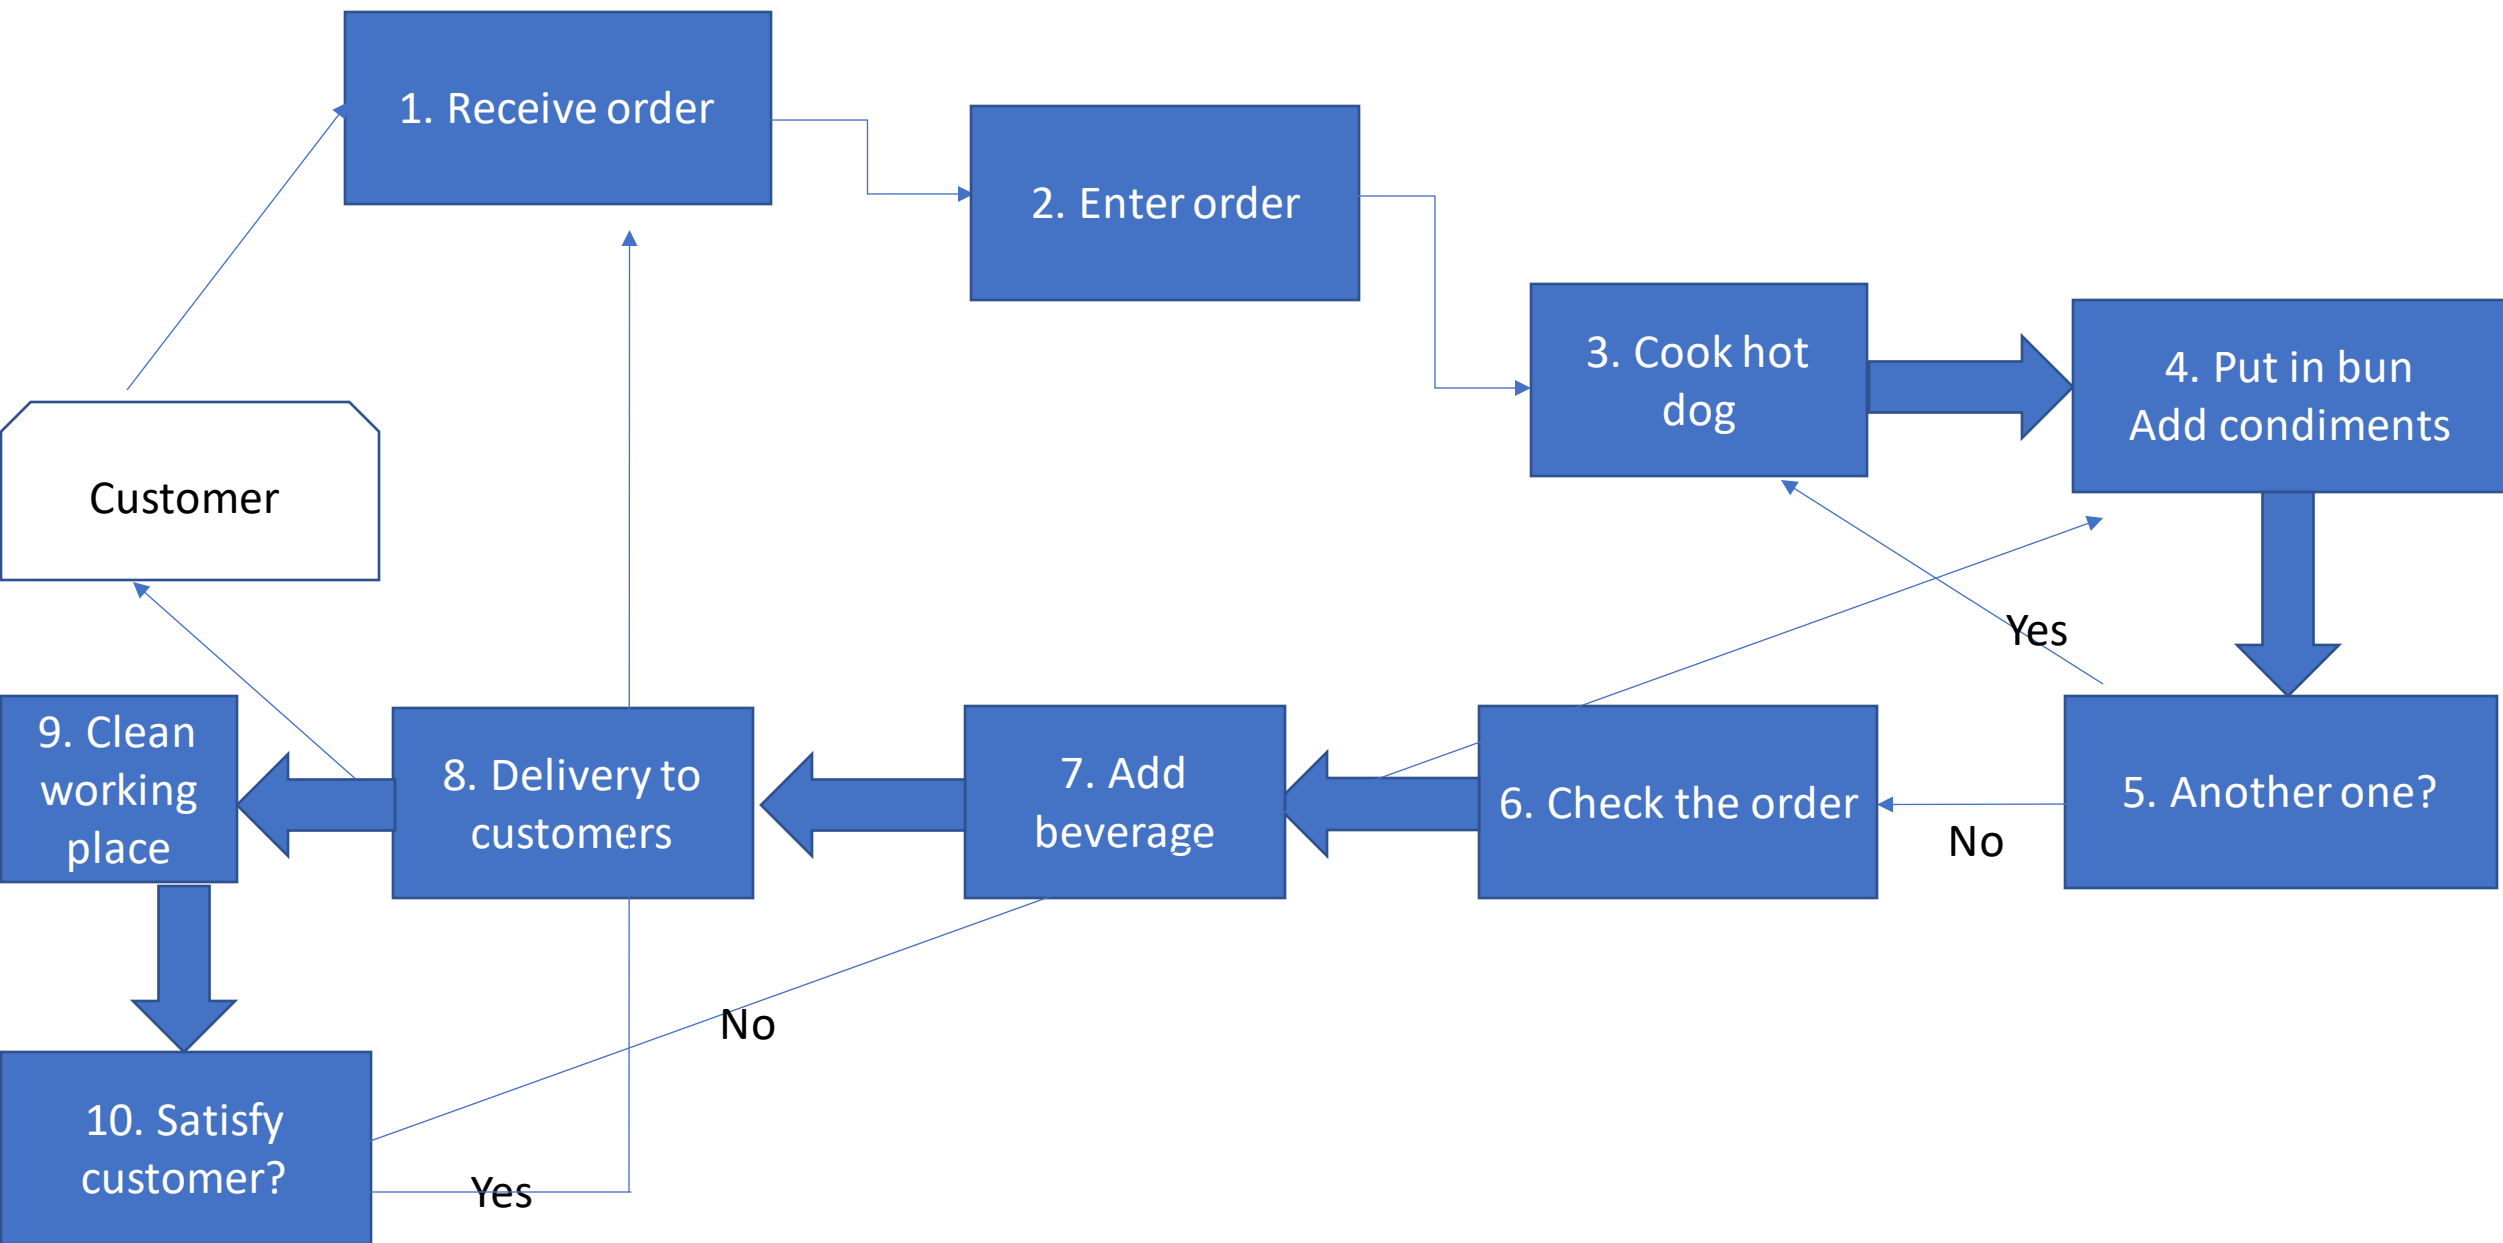 1. Receive order
2. Enter order
3. Cook hot
dog
4. Put in bun
Add condiments
Customer
Yes
9. Clean
working
place
8. Delivery to
customers
7. Add
beverage
6. Check the order
5. Another one?
No
No
10. Satisfy
customer?
Yes